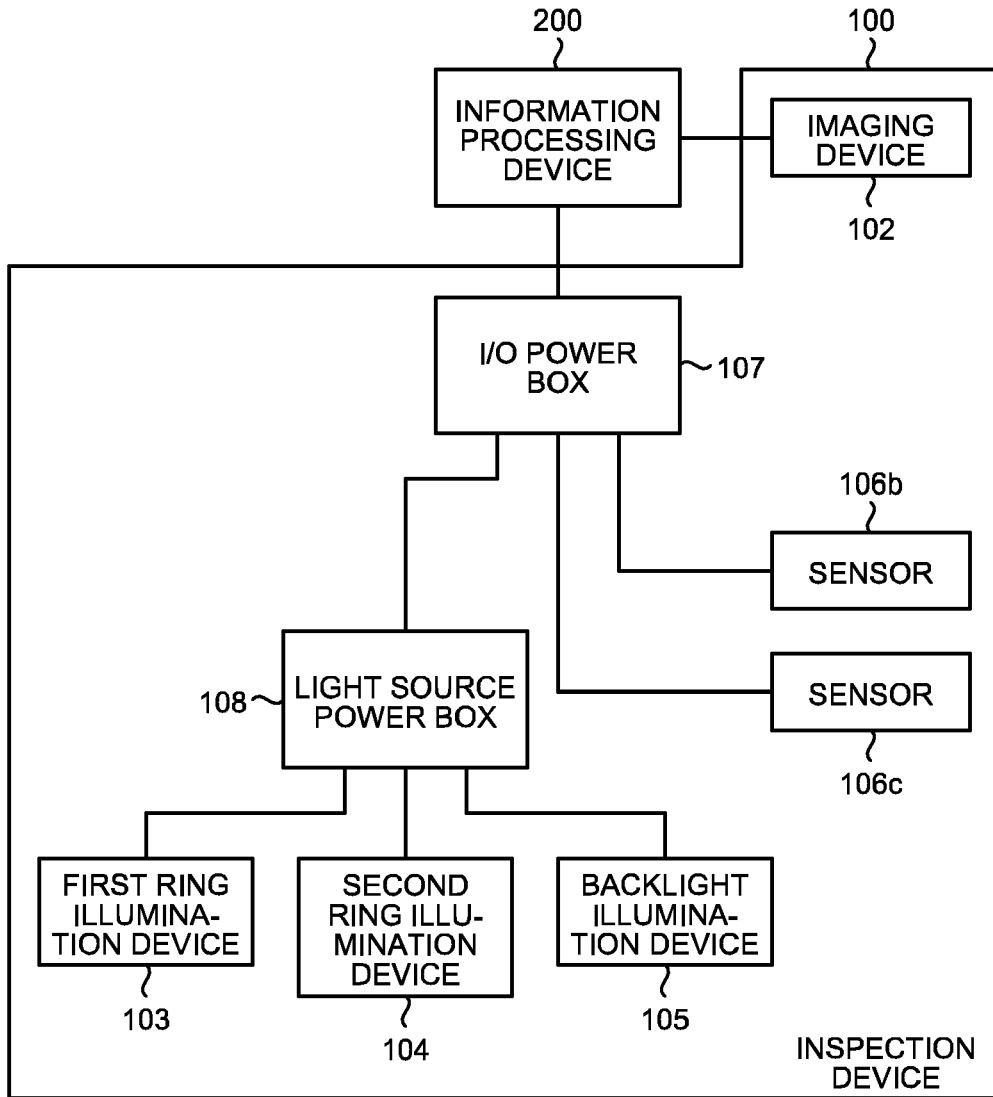 200
100
INFORMATION
PROCESSING
DEVICE
IMAGING
DEVICE
102
I/O POWER
BOX
107
106b
SENSOR
LIGHT SOURCE
POWER BOX
108
SENSOR
106c
FIRST RING
ILLUMINA-
TION DEVICE
SECOND
RING ILLU-
MINATION
DEVICE
BACKLIGHT
ILLUMINA-
TION DEVICE
103
104
105
INSPECTION
DEVICE